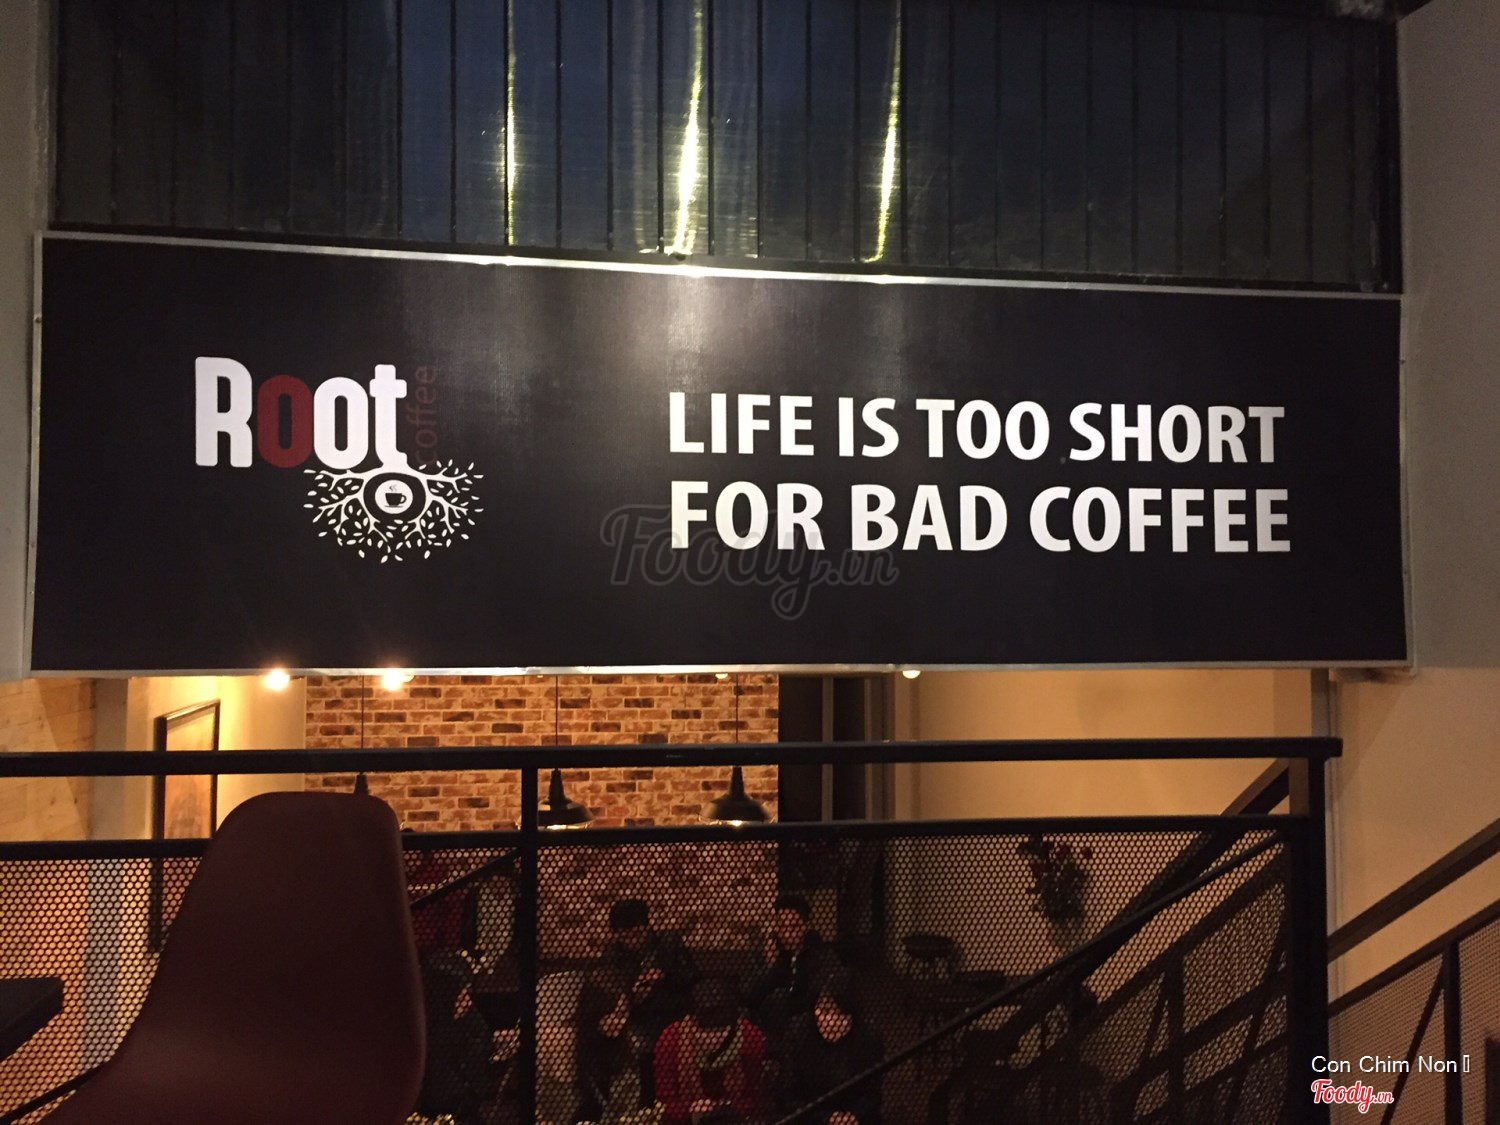 Root
coffee
LIFE IS TOO SHORT
FOR BAD COFFEE
Foody.vn
Con Chim Non
Foody.vn